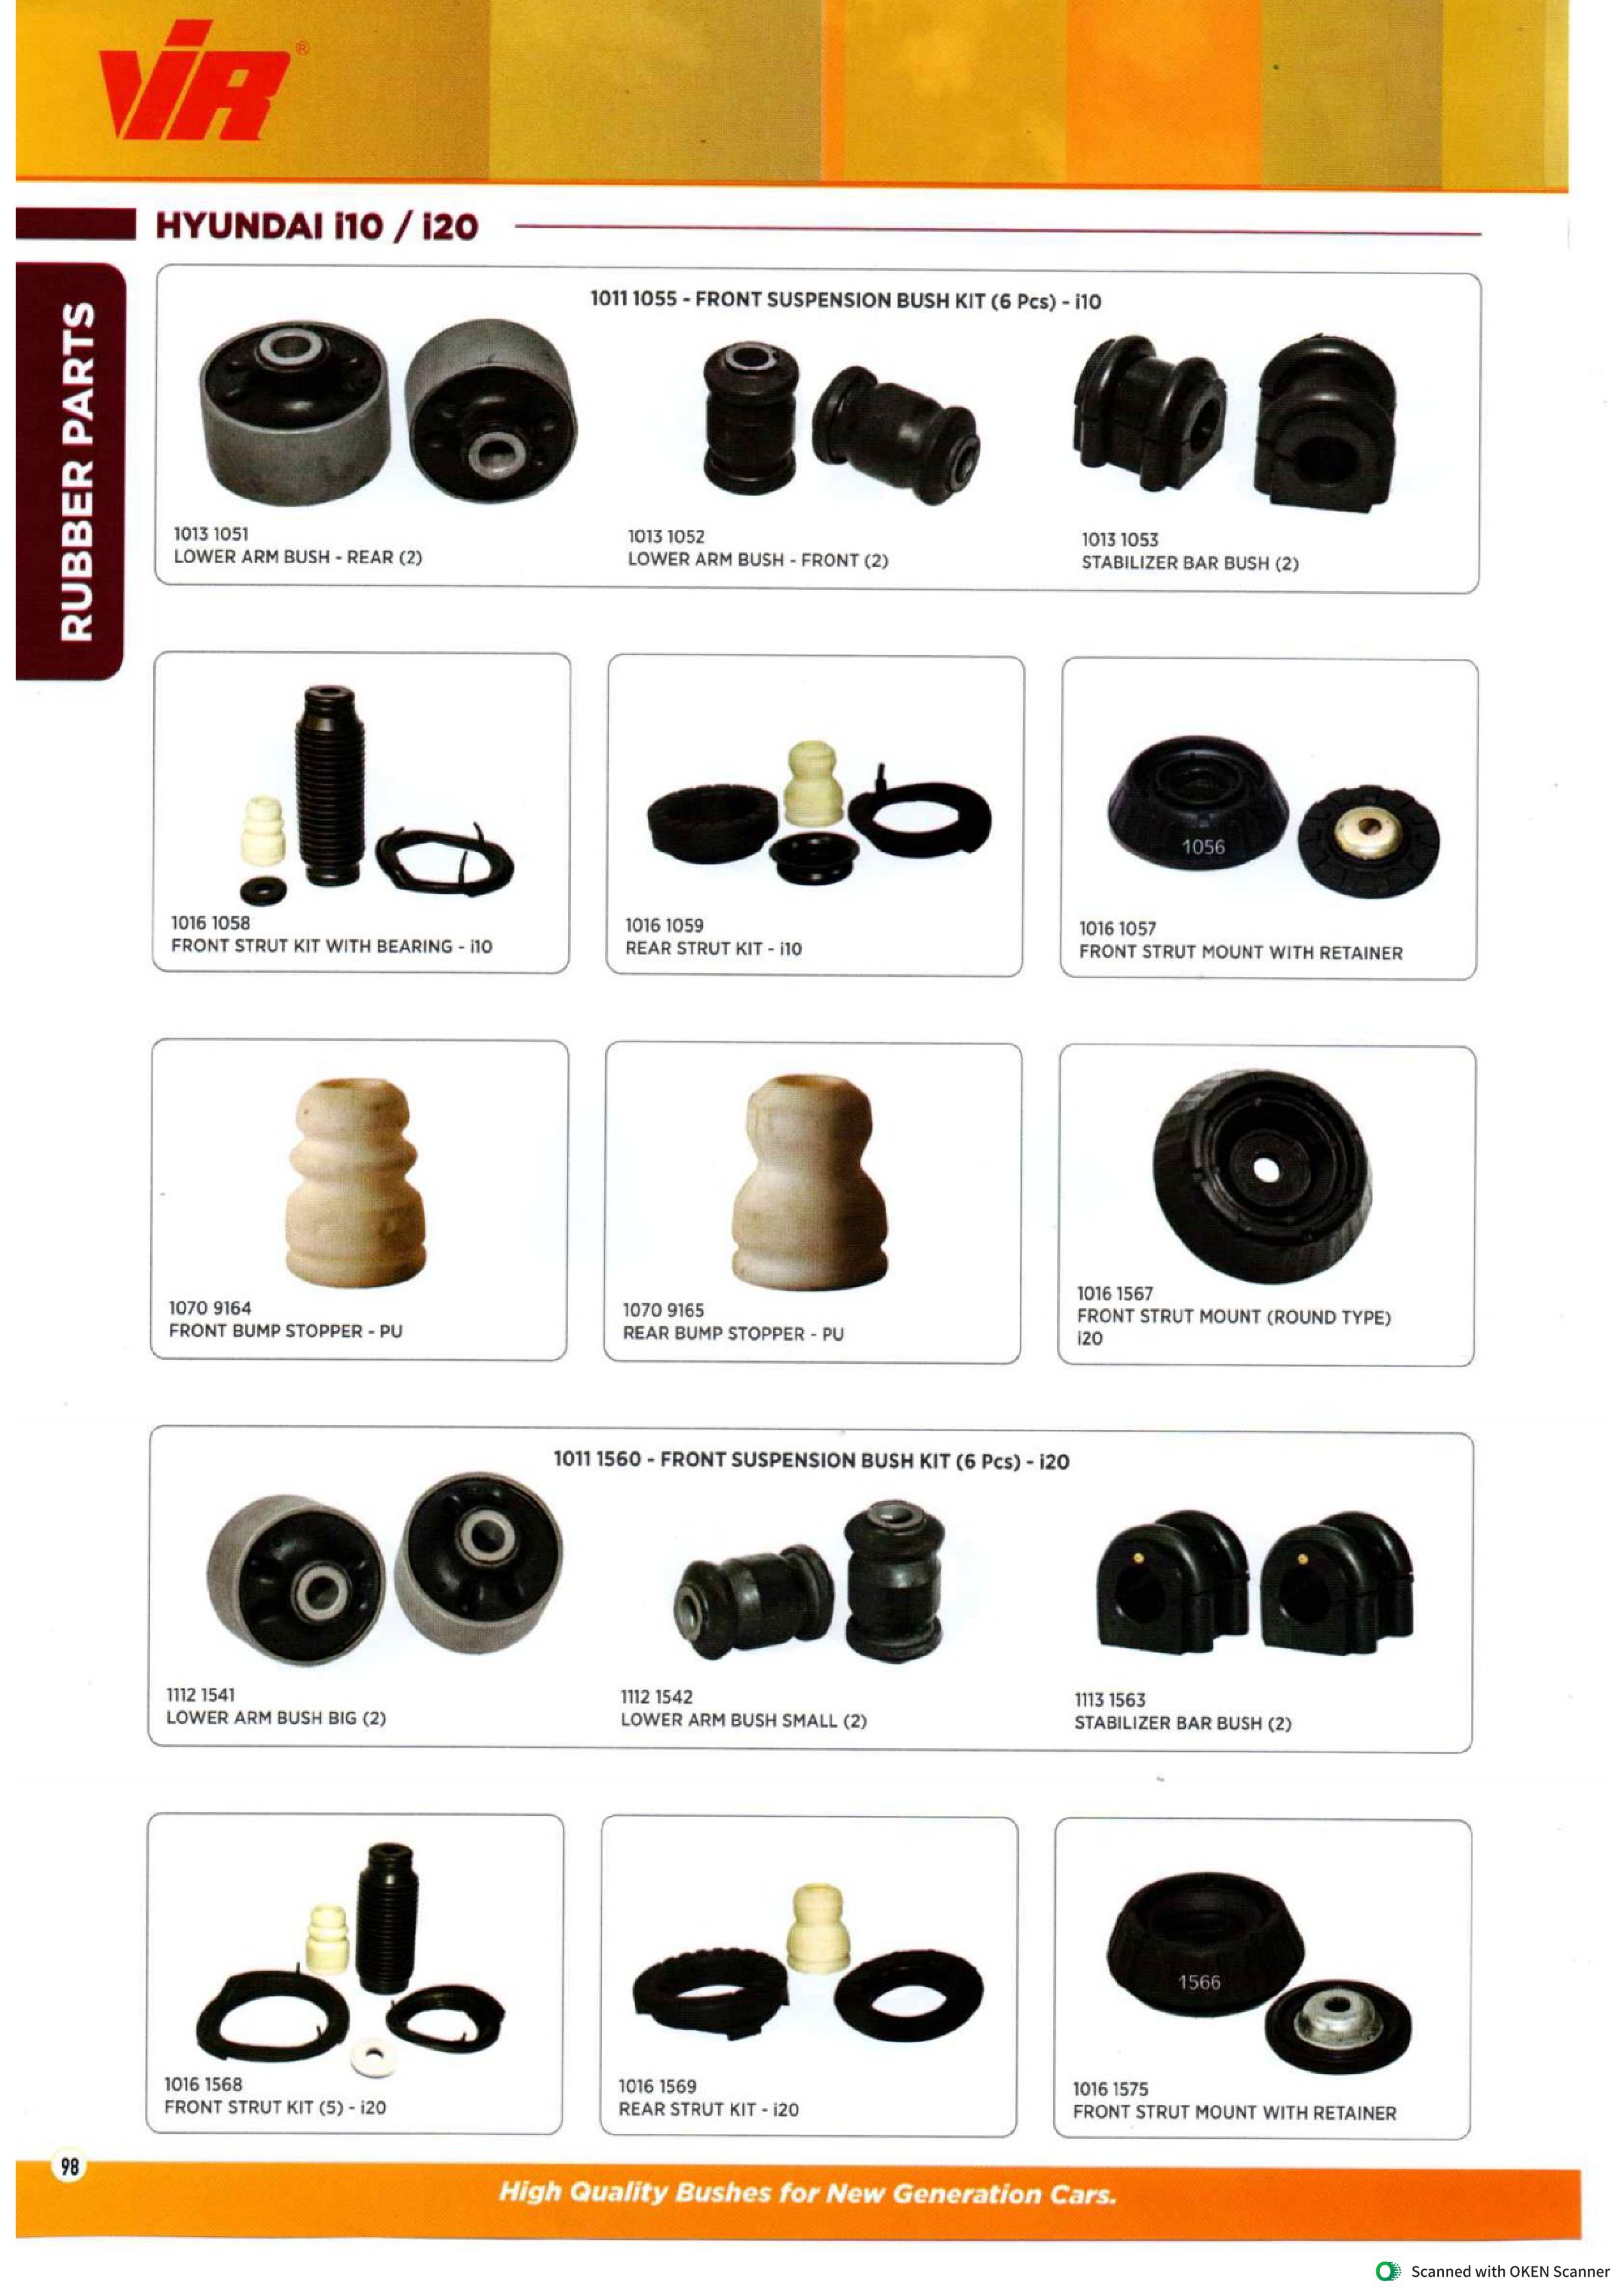 ViR®
HYUNDAI i10 / i20
RUBBER PARTS
1011 1055 - FRONT SUSPENSION BUSH KIT (6 Pcs) - i10
1013 1051
LOWER ARM BUSH - REAR (2)
1013 1052
LOWER ARM BUSH - FRONT (2)
1013 1053
STABILIZER BAR BUSH (2)
1016 1058
FRONT STRUT KIT WITH BEARING - i10
1016 1059
REAR STRUT KIT - i10
1056
1016 1057
FRONT STRUT MOUNT WITH RETAINER
1070 9164
FRONT BUMP STOPPER - PU
1070 9165
REAR BUMP STOPPER - PU
1016 1567
FRONT STRUT MOUNT (ROUND TYPE)
i20
1011 1560 - FRONT SUSPENSION BUSH KIT (6 Pcs) - i20
1112 1541
LOWER ARM BUSH BIG (2)
1112 1542
LOWER ARM BUSH SMALL (2)
1113 1563
STABILIZER BAR BUSH (2)
1016 1568
FRONT STRUT KIT (5) - i20
1016 1569
REAR STRUT KIT - i20
1566
1016 1575
FRONT STRUT MOUNT WITH RETAINER
98
High Quality Bushes for New Generation Cars.
Scanned with OKEN Scanner